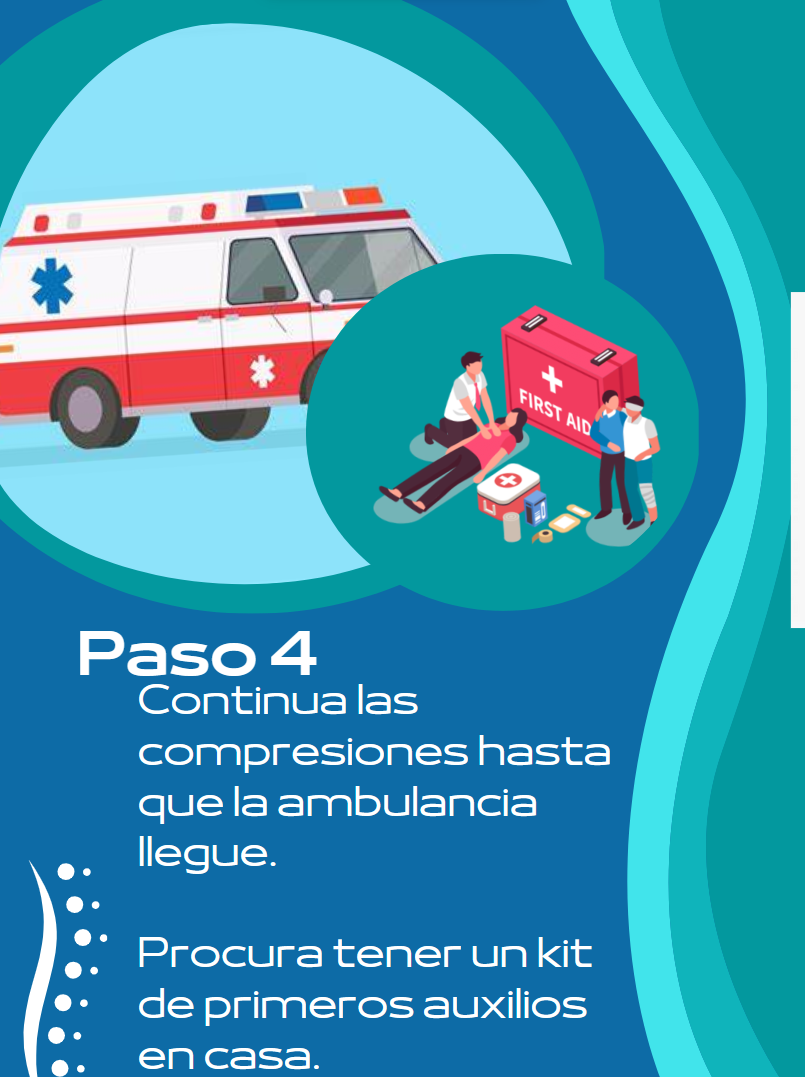 FIRST AID
Paso 4
Continua las
compresiones hasta
que la ambulancia
llegue.
Procura tener un kit
de primeros auxilios
en casa.